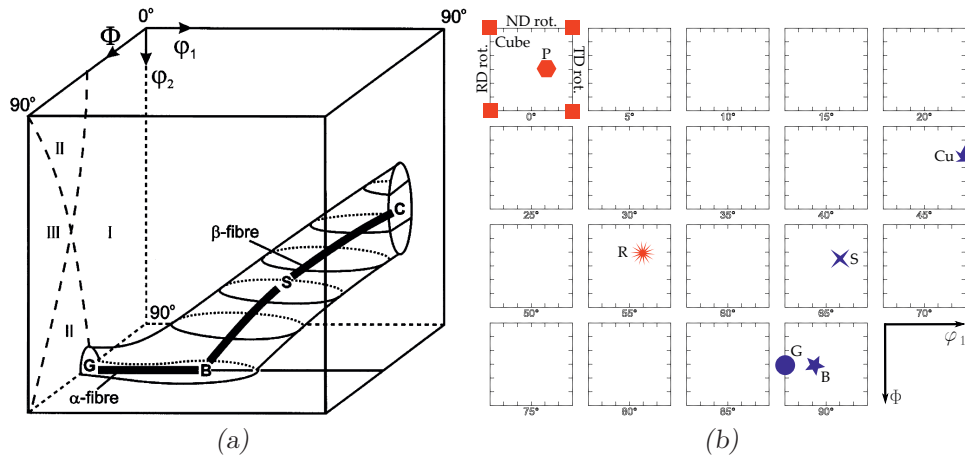 0°
90°
Φ
φ₁
φ₂
90°
II
III
I
β-fibre
C
S
90°
II
G
B
α-fibre
(a)
ND rot.
RD rot.
Cube
P
TD rot.
0° 5° 10° 15° 20°
Cu
25° 30° 35° 40° 45°
R
S
50° 55° 60° 65°
φ₁
G
B
Φ
75° 80° 85° 90°
(b)